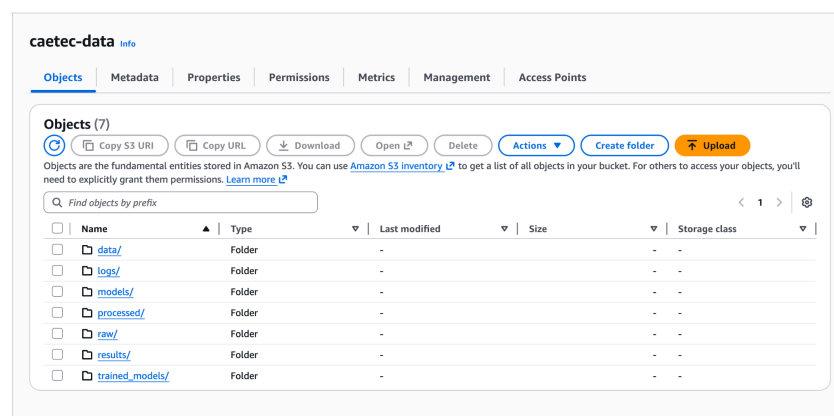 caetec-data Info
Objects Metadata Properties Permissions Metrics Management Access Points
Objects (7)
Copy S3 URI Copy URL Download Open Delete Actions Create folder Upload
Objects are the fundamental entities stored in Amazon S3. You can use Amazon S3 inventory to get a list of all objects in your bucket. For others to access your objects, you'll
need to explicitly grant them permissions. Learn more
Find objects by prefix 1
Name Type Last modified Size Storage class
data/ Folder - - -
logs/ Folder - - -
models/ Folder - - -
processed/ Folder - - -
raw/ Folder - - -
results/ Folder - - -
trained_models/ Folder - - -